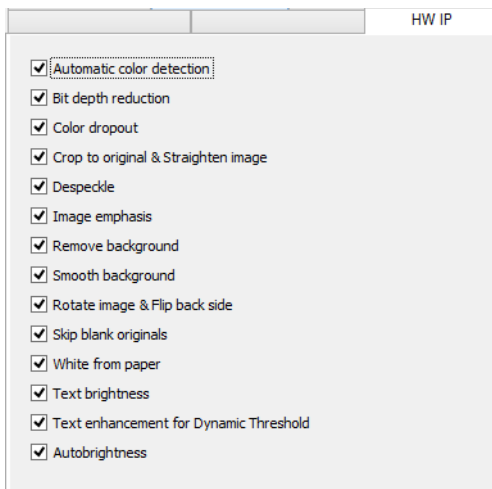 HW IP
Automatic color detection
Bit depth reduction
Color dropout
Crop to original & Straighten image
Despeckle
Image emphasis
Remove background
Smooth background
Rotate image & Flip back side
Skip blank originals
White from paper
Text brightness
Text enhancement for Dynamic Threshold
Autobrightness